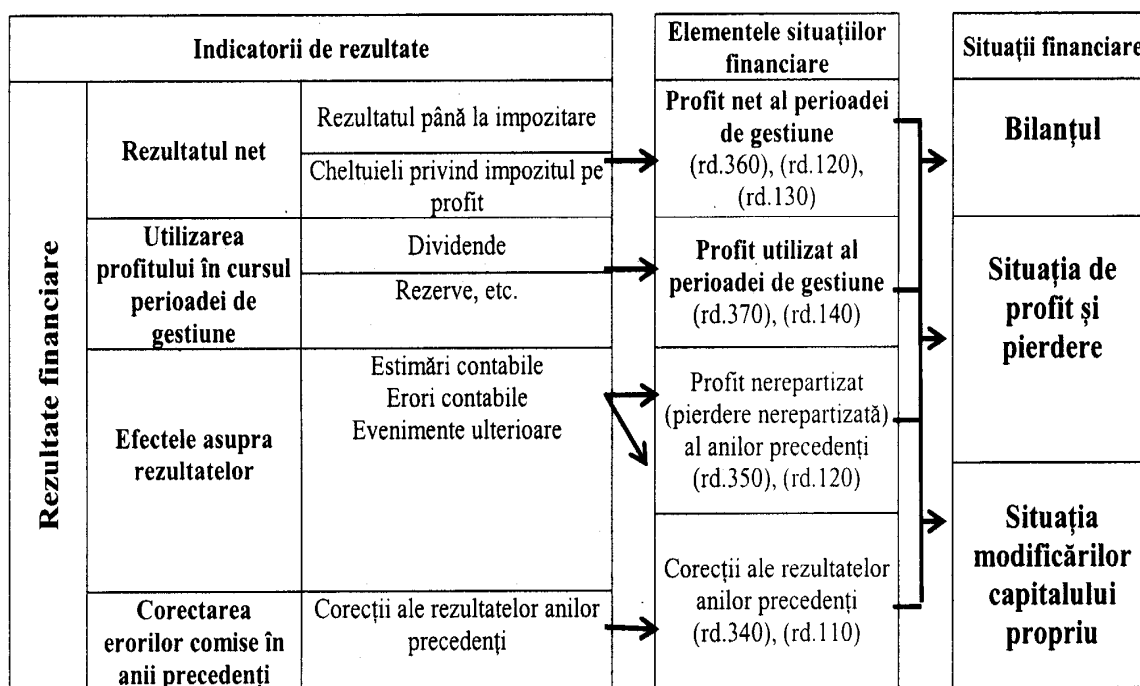 Indicatorii de rezultate
Elementele situațiilor
financiare
Situații financiare
Rezultate financiare
Rezultatul net
Rezultatul până la impozitare
Cheltuieli privind impozitul pe
profit
Profit net al perioadei
de gestiune
(rd.360), (rd.120),
(rd.130)
Bilanțul
Utilizarea
profitului în cursul
perioadei de
gestiune
Dividende
Rezerve, etc.
Profit utilizat al
perioadei de gestiune
(rd.370), (rd.140)
Situația de
profit și
pierdere
Efectele asupra
rezultatelor
Estimări contabile
Erori contabile
Evenimente ulterioare
Profit nerepartizat
(pierdere nerepartizată)
al anilor precedenți
(rd.350), (rd.120)
Situația
modificărilor
capitalului
propriu
Corectarea
erorilor comise în
anii precedenți
Corecții ale rezultatelor anilor
precedenți
Corecții ale rezultatelor
anilor precedenți
(rd.340), (rd.110)